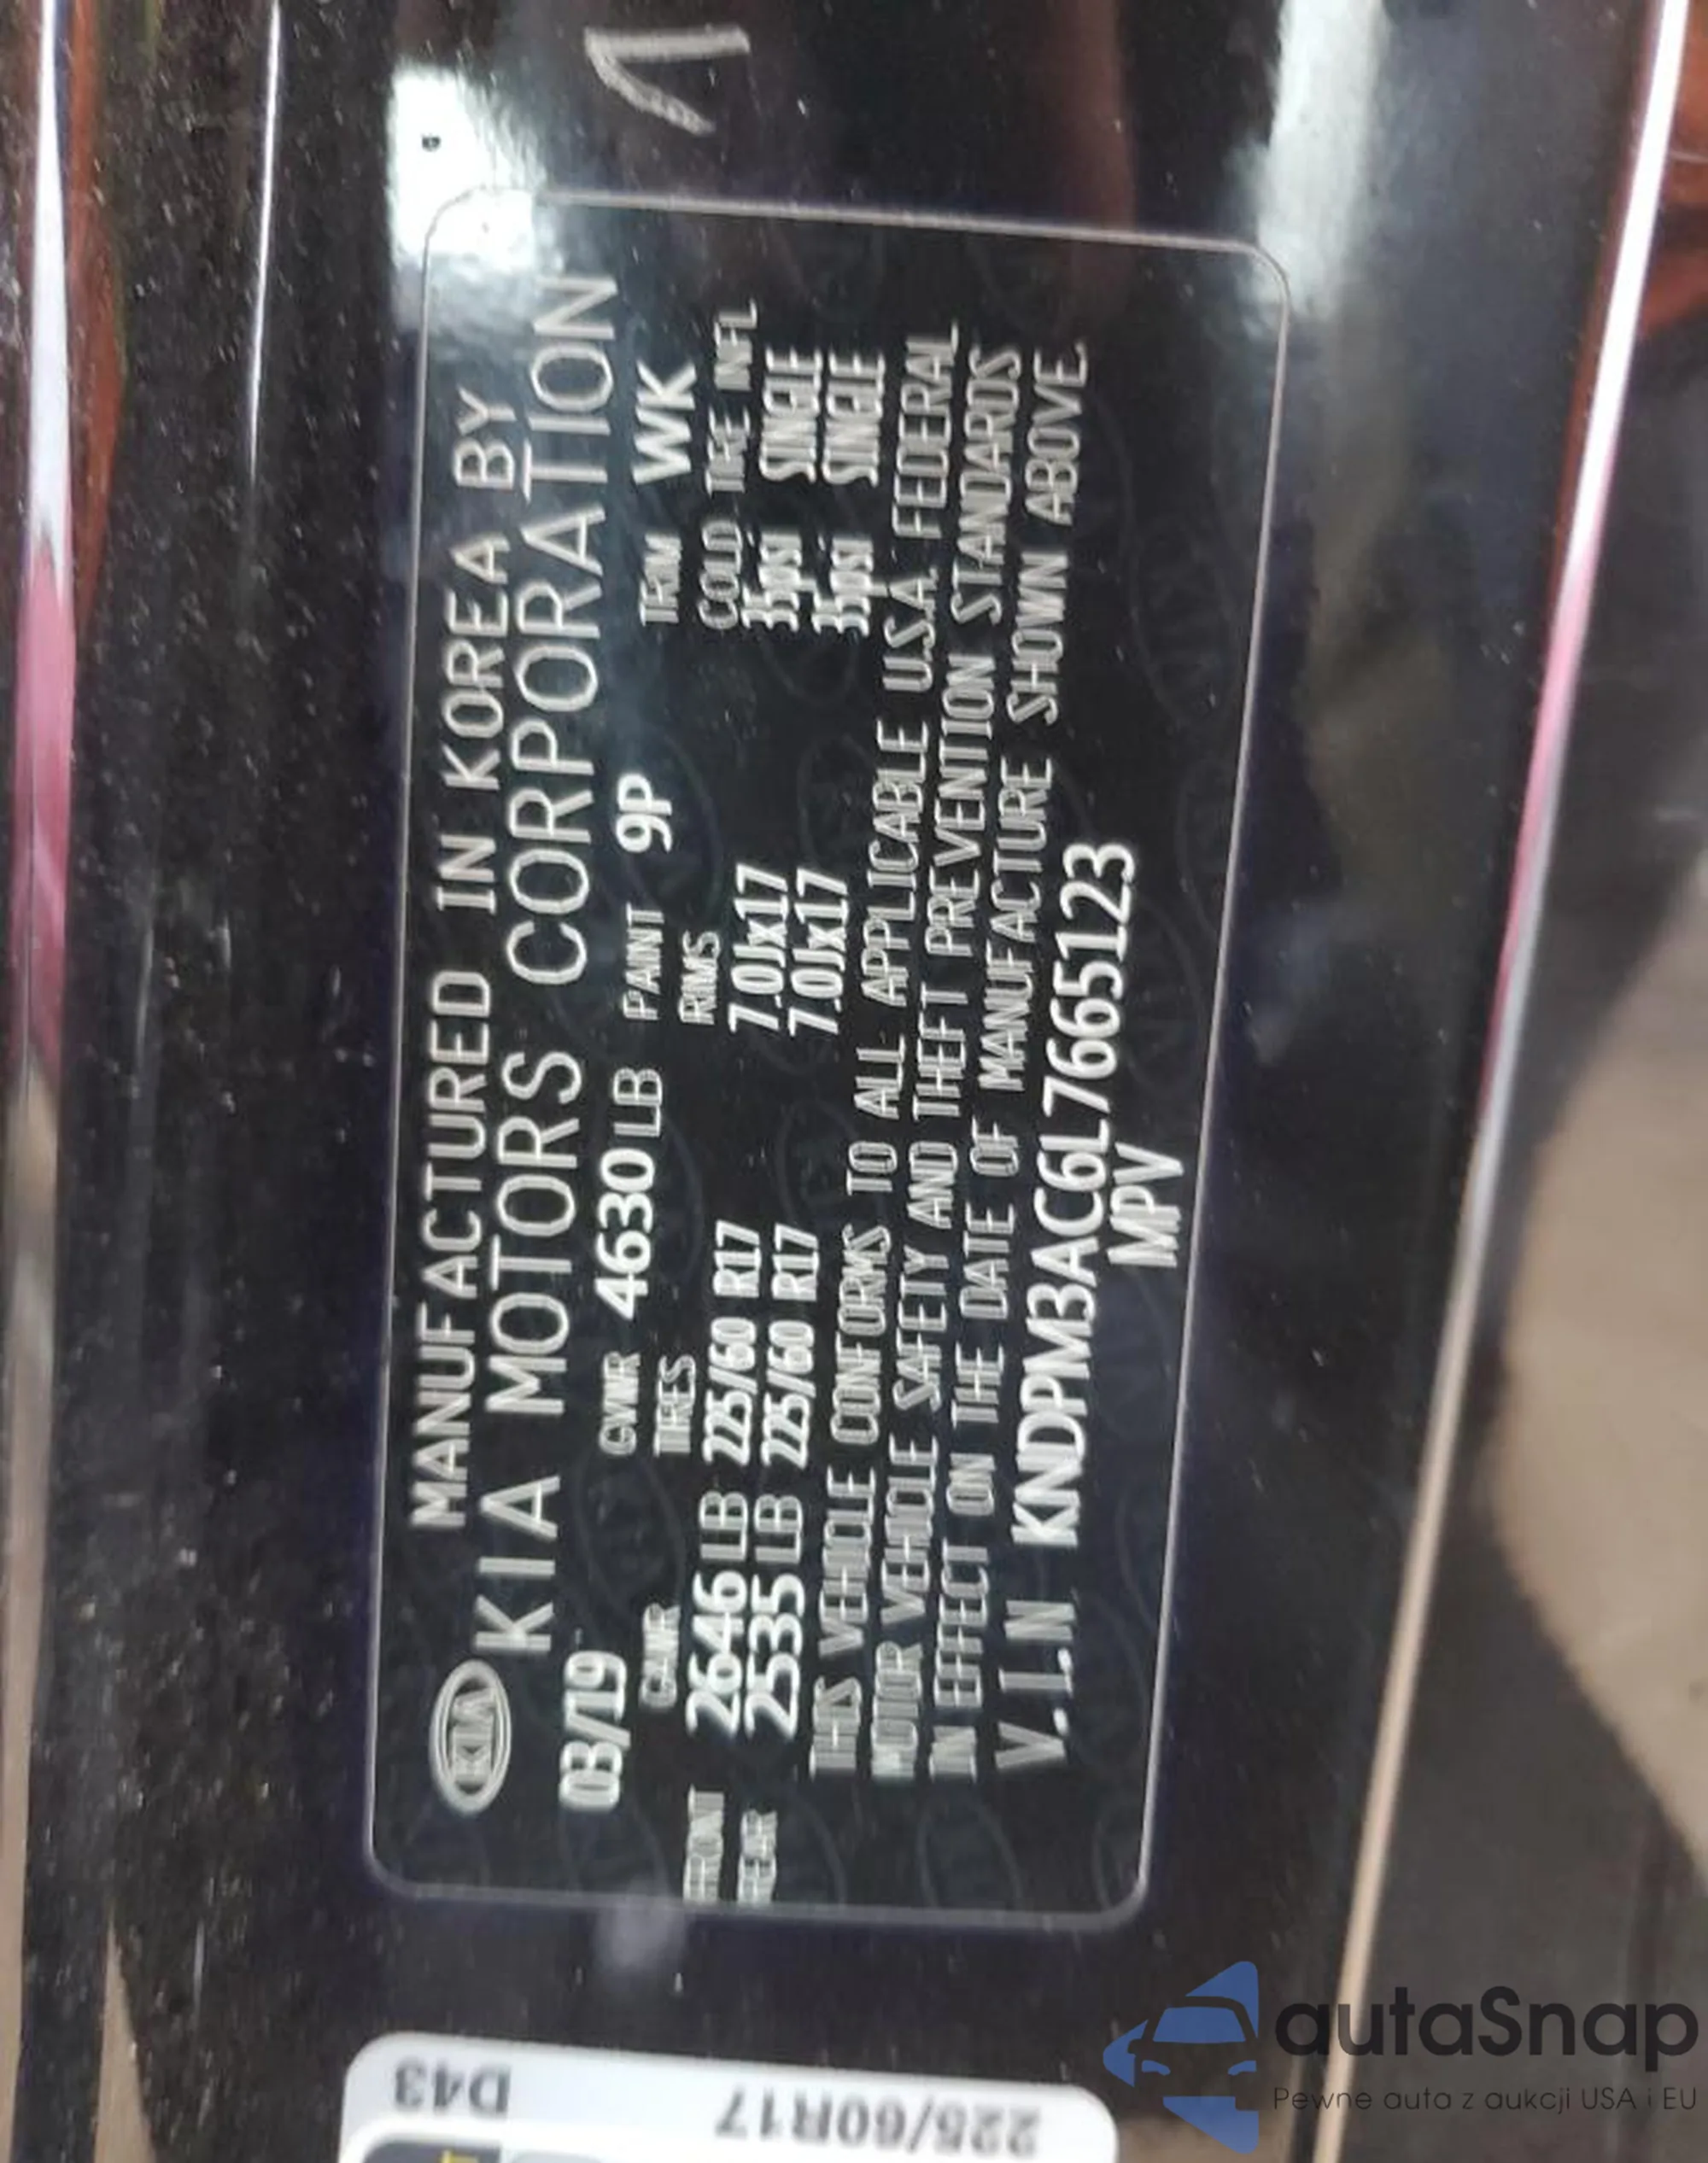 KIA
MANUFACTURED IN KOREA BY
KIA MOTORS CORPORATION
03/19 GVWR 4630 LB PAINT 9P TRIM WK
GAWR TIRES RIMS COLD TIRE INFL
FRONT 2646 LB 225/60 R17 7.0Jx17 35psi SINGLE
REAR 2535 LB 225/60 R17 7.0Jx17 35psi SINGLE
THIS VEHICLE CONFORMS TO ALL APPLICABLE U.S.A. FEDERAL
MOTOR VEHICLE SAFETY AND THEFT PREVENTION STANDARDS
IN EFFECT ON THE DATE OF MANUFACTURE SHOWN ABOVE.
V.I.N KNDPM3AC6L7665123
MPV
D43
225/60R17
autaSnap
Pewne auta z aukcji USA i EU